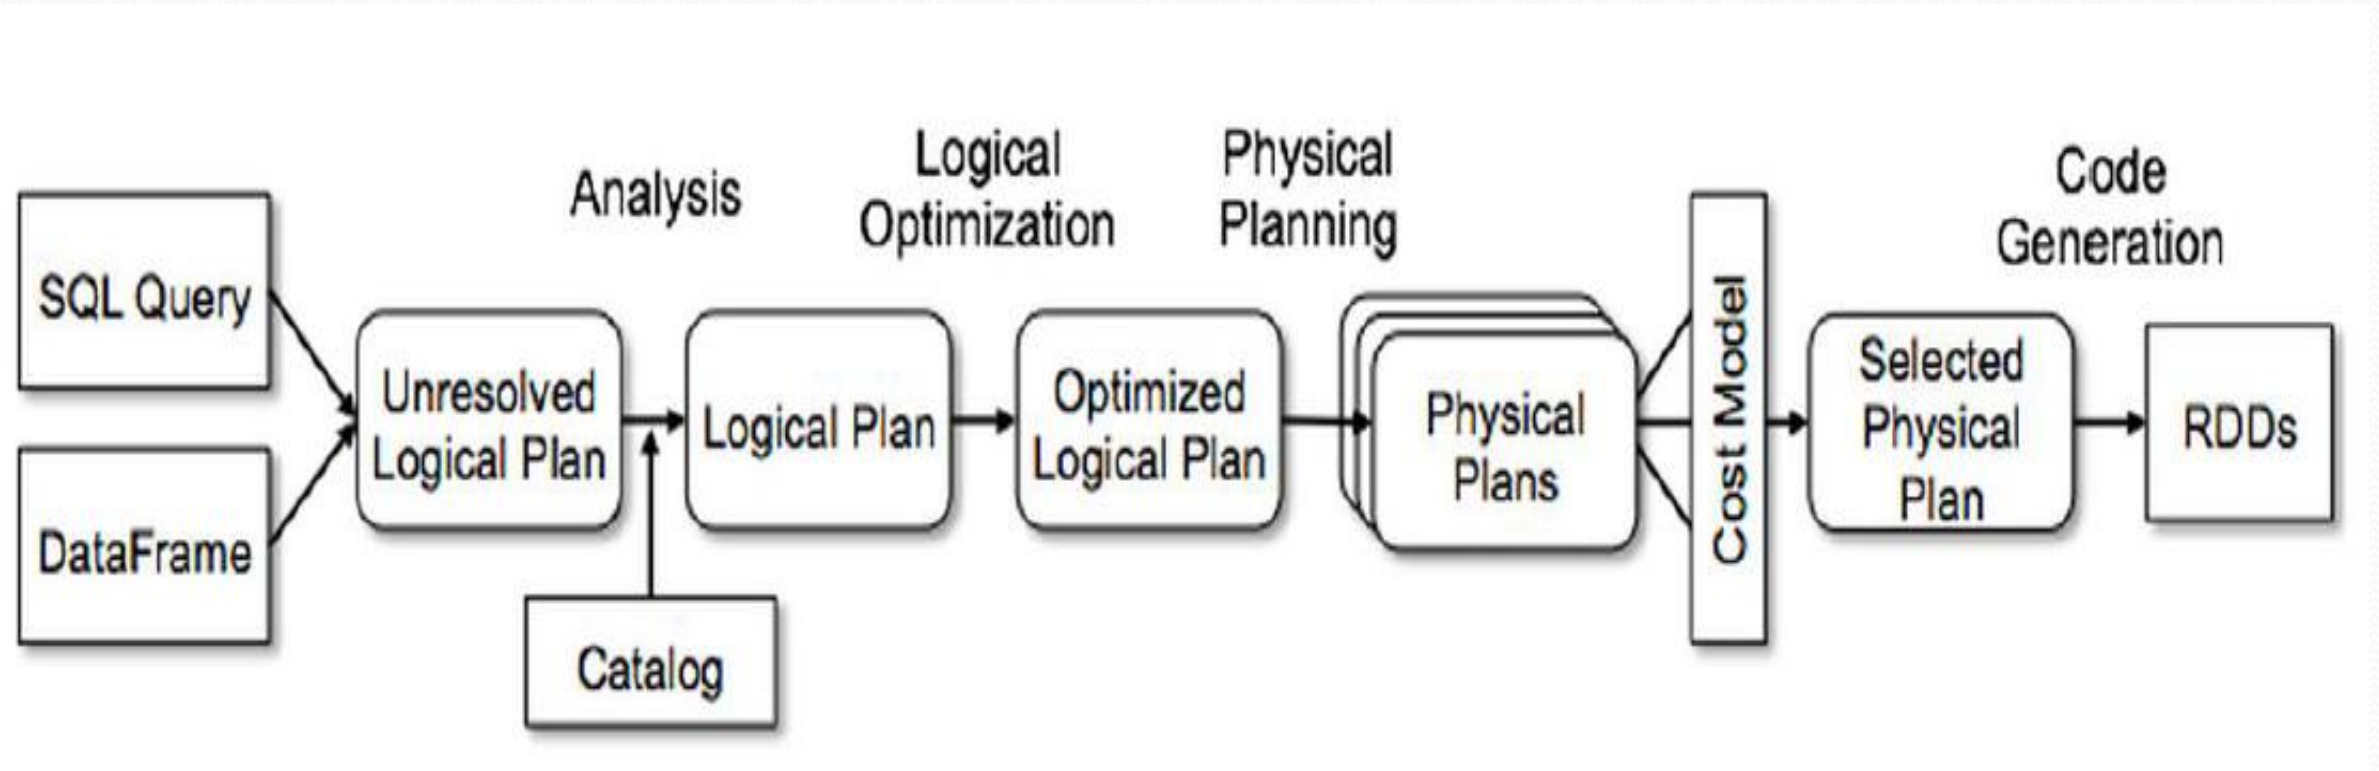 SQL Query
DataFrame
Unresolved
Logical Plan
Analysis
Catalog
Logical Plan
Logical
Optimization
Optimized
Logical Plan
Physical
Planning
Physical
Plans
Cost Model
Selected
Physical
Plan
Code
Generation
RDDs